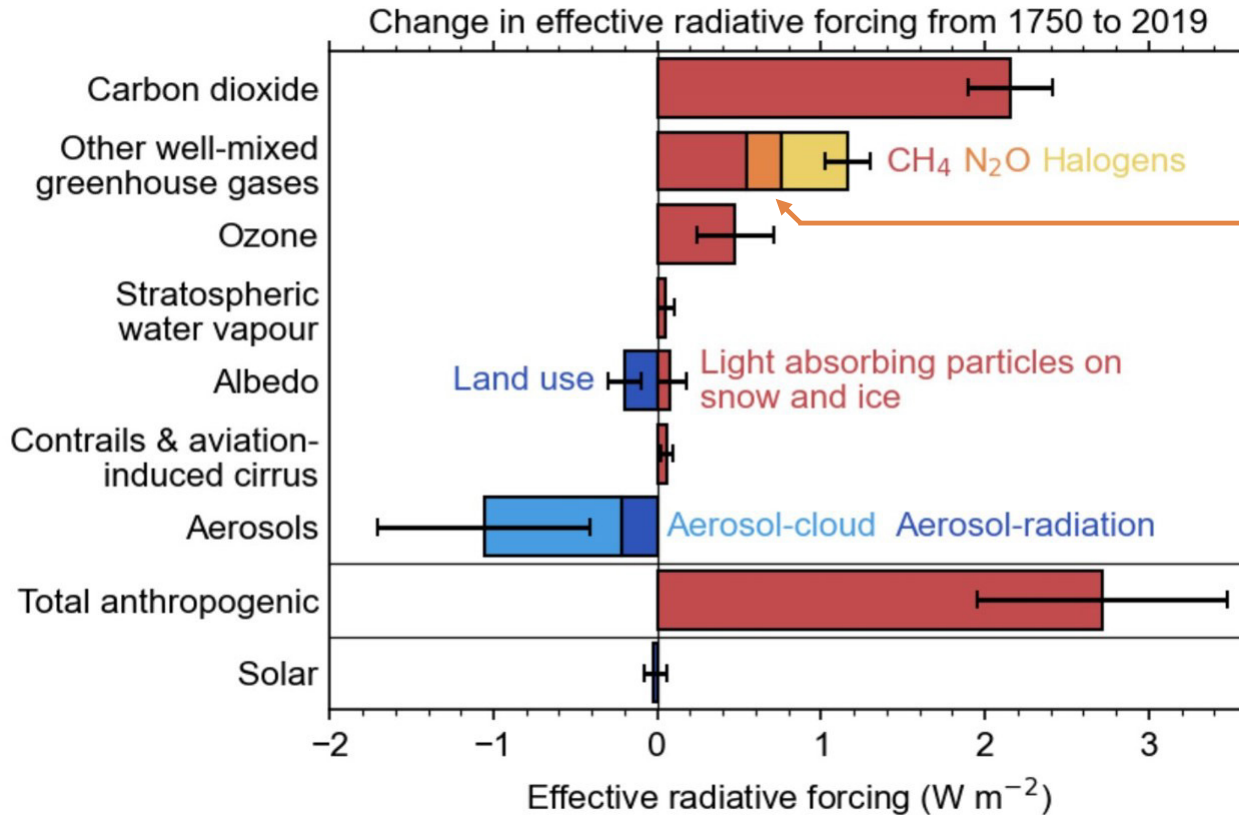 Change in effective radiative forcing from 1750 to 2019
Carbon dioxide
Other well-mixed
greenhouse gases
CH₄ N₂O Halogens
Ozone
Stratospheric
water vapour
Albedo
Land use
Light absorbing particles on
snow and ice
Contrails & aviation-
induced cirrus
Aerosols
Aerosol-cloud Aerosol-radiation
Total anthropogenic
Solar
−2 −1 0 1 2 3
Effective radiative forcing (W m⁻²)